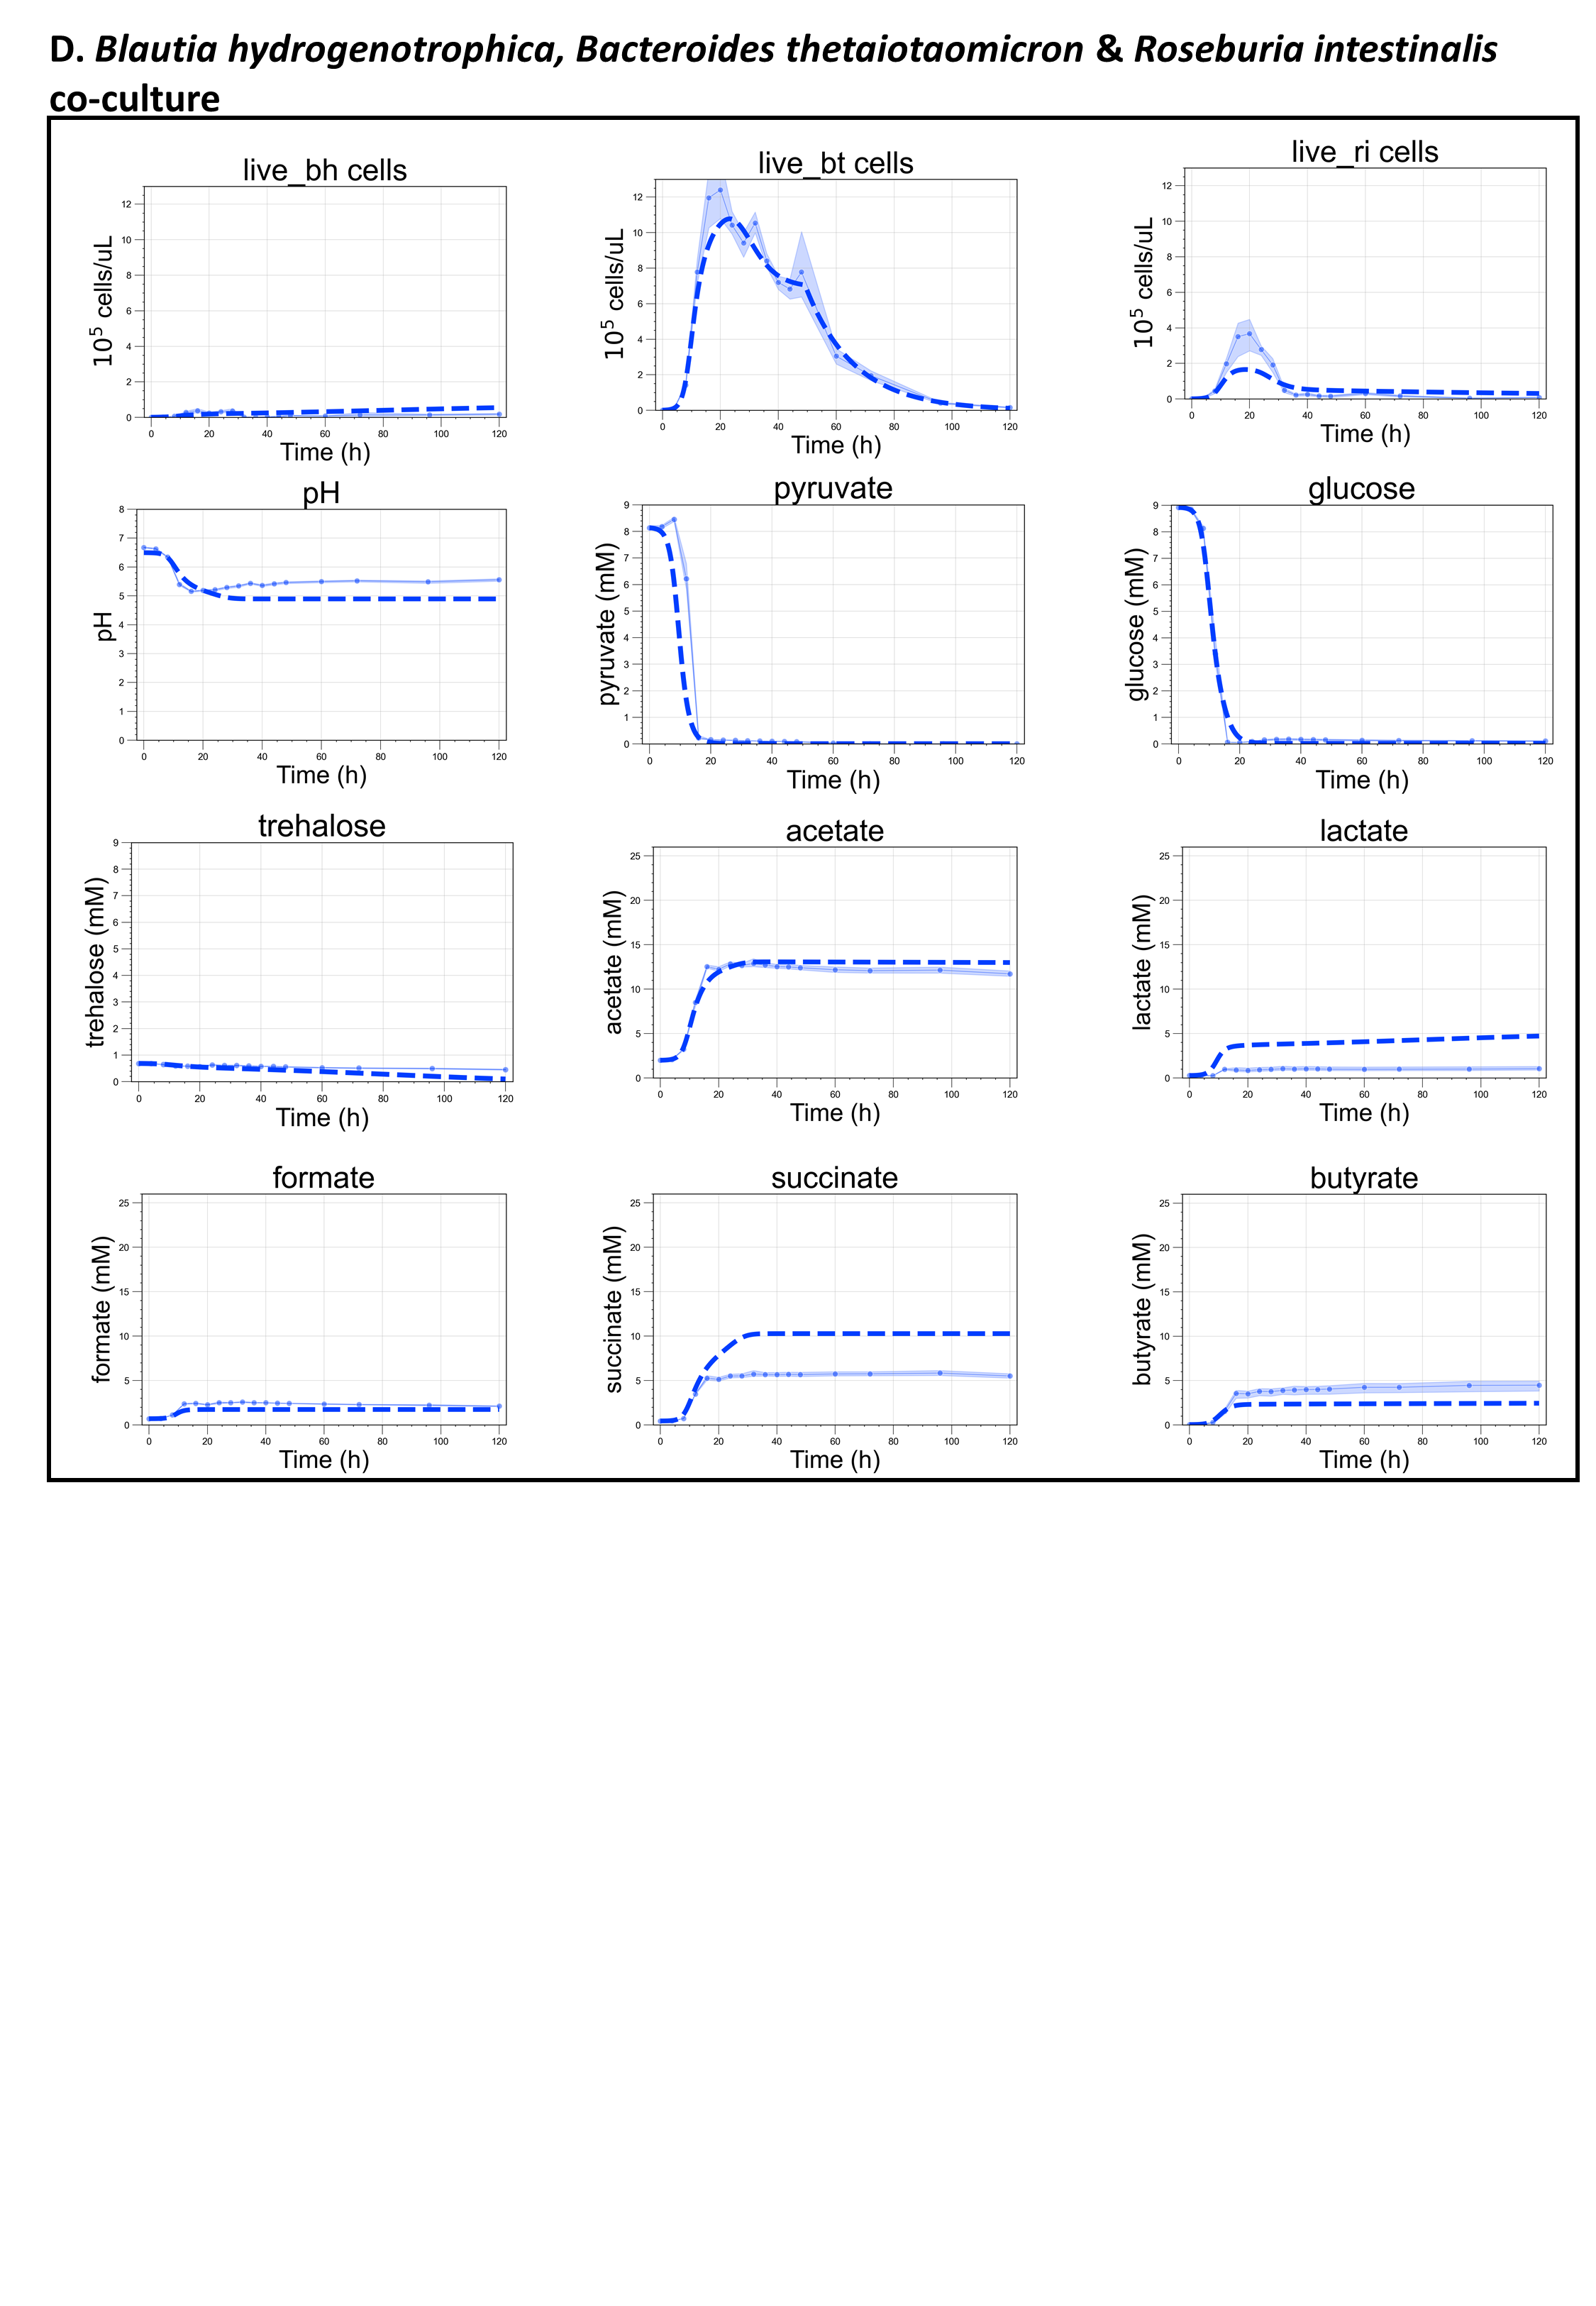 D. Blautia hydrogenotrophica, Bacteroides thetaiotaomicron & Roseburia intestinalis
co-culture
live_bh cells
10⁵ cells/uL
12
10
8
6
4
2
0
0 20 40 60 80 100 120
Time (h)
live_bt cells
10⁵ cells/uL
12
10
8
6
4
2
0
0 20 40 60 80 100 120
Time (h)
live_ri cells
10⁵ cells/uL
12
10
8
6
4
2
0
0 20 40 60 80 100 120
Time (h)
pH
pH
8
7
6
5
4
3
2
1
0
0 20 40 60 80 100 120
Time (h)
pyruvate
pyruvate (mM)
9
8
7
6
5
4
3
2
1
0
0 20 40 60 80 100 120
Time (h)
glucose
glucose (mM)
9
8
7
6
5
4
3
2
1
0
0 20 40 60 80 100 120
Time (h)
trehalose
trehalose (mM)
9
8
7
6
5
4
3
2
1
0
0 20 40 60 80 100 120
Time (h)
acetate
acetate (mM)
25
20
15
10
5
0
0 20 40 60 80 100 120
Time (h)
lactate
lactate (mM)
25
20
15
10
5
0
0 20 40 60 80 100 120
Time (h)
formate
formate (mM)
25
20
15
10
5
0
0 20 40 60 80 100 120
Time (h)
succinate
succinate (mM)
25
20
15
10
5
0
0 20 40 60 80 100 120
Time (h)
butyrate
butyrate (mM)
25
20
15
10
5
0
0 20 40 60 80 100 120
Time (h)